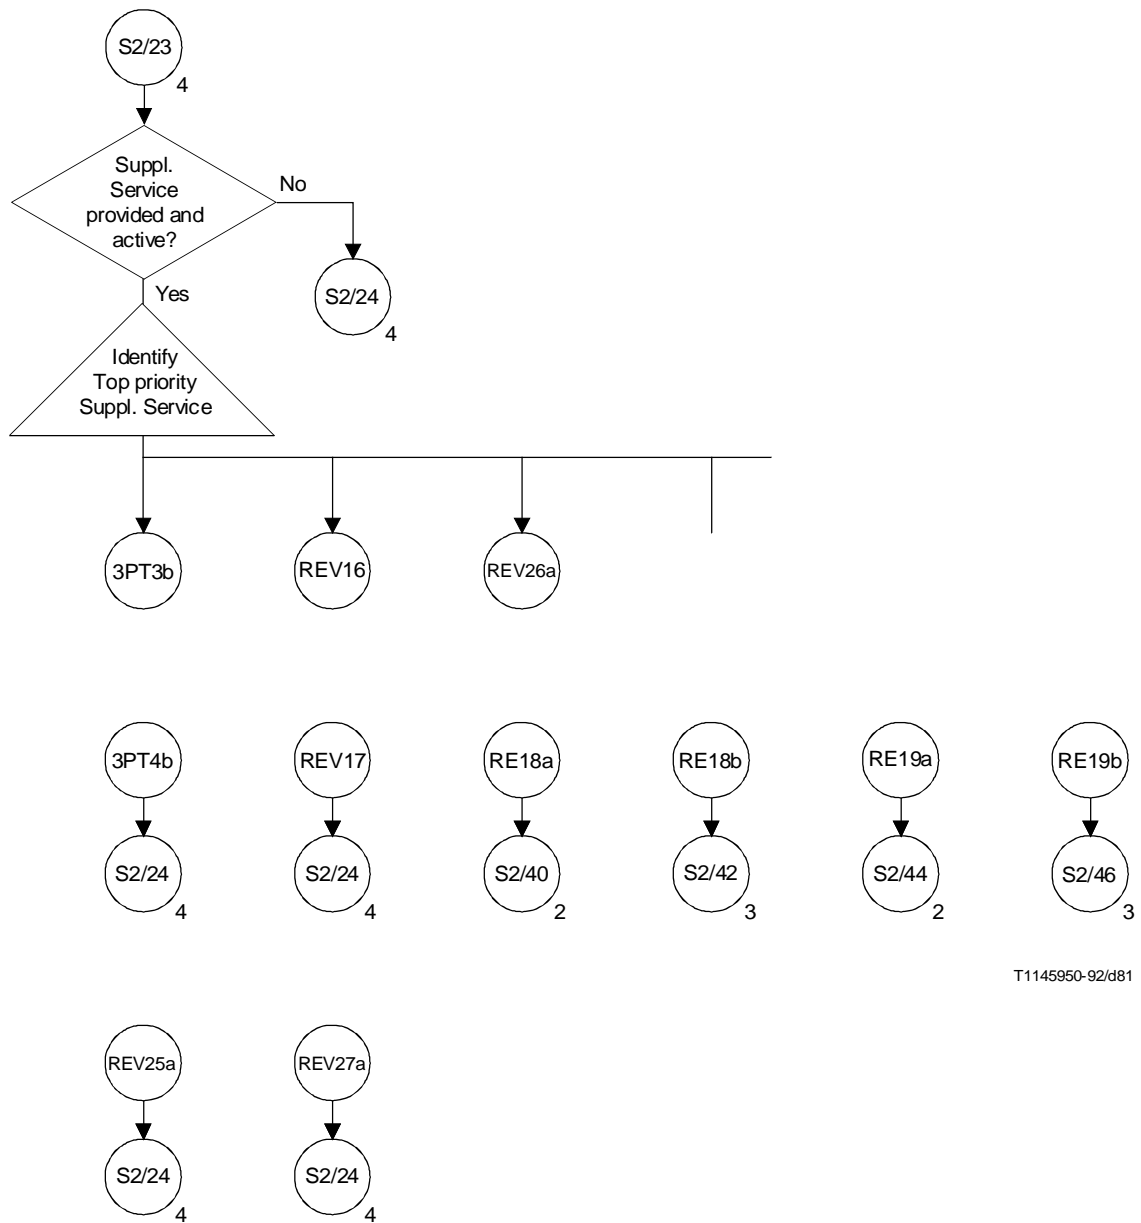 S2/23
4
Suppl.
Service
provided and
active?
No
S2/24
4
Yes
Identify
Top priority
Suppl. Service
3PT3b
REV16
REV26a
3PT4b
REV17
RE18a
RE18b
RE19a
RE19b
S2/24
4
S2/24
4
S2/40
2
S2/42
3
S2/44
2
S2/46
3
T1145950-92/d81
REV25a
REV27a
S2/24
4
S2/24
4